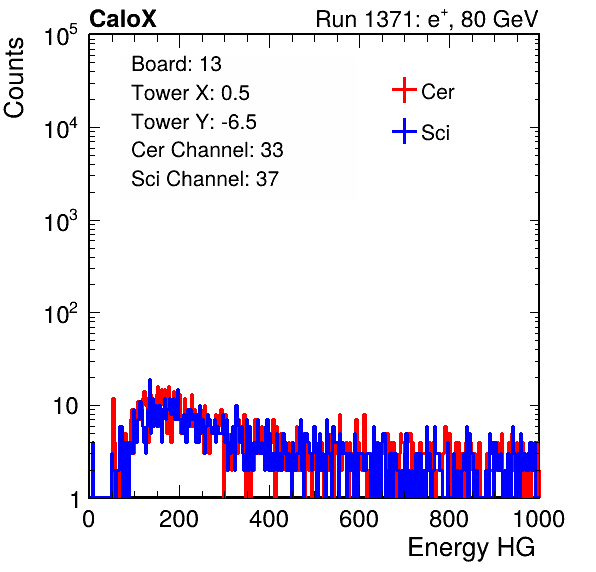 CaloX Run 1371: e⁺, 80 GeV
Counts
10⁵
10⁴
10³
10²
10
1
Board: 13
Tower X: 0.5
Tower Y: -6.5
Cer Channel: 33
Sci Channel: 37
Cer
Sci
0 200 400 600 800 1000
Energy HG